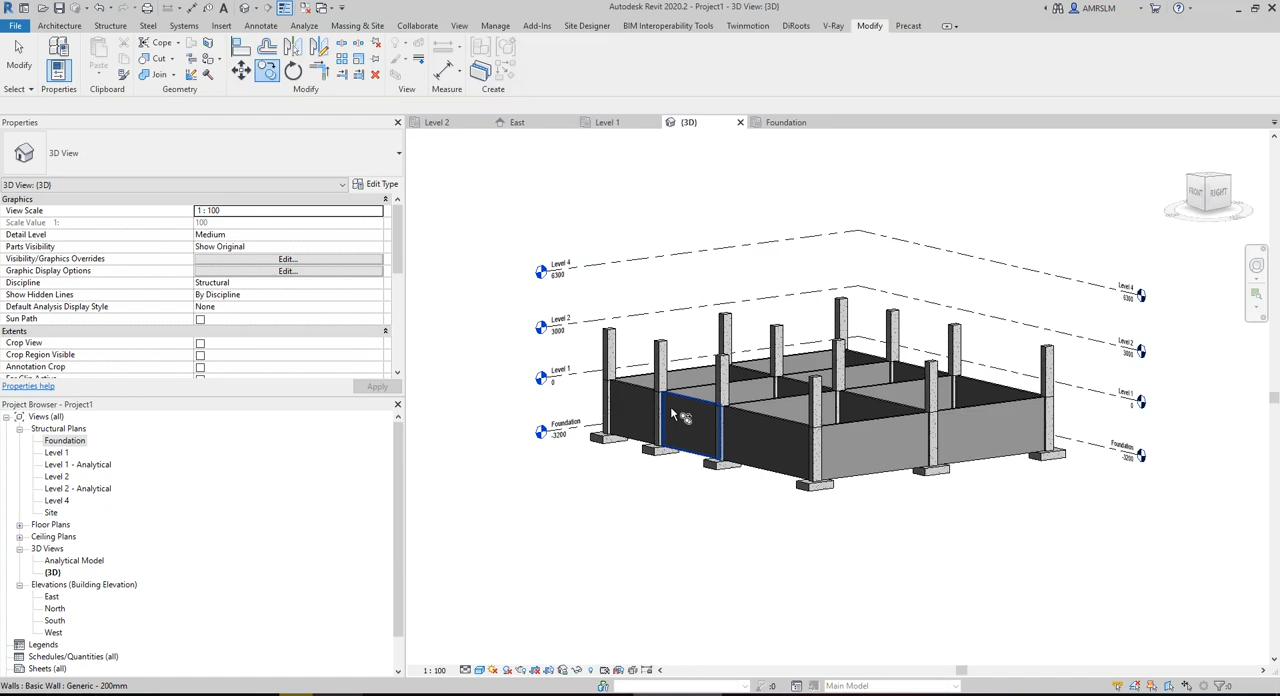 Autodesk Revit 2020.2 - Project1 - 3D View: {3D}
AMRSLM
File Architecture Structure Steel Systems Insert Annotate Analyze Massing & Site Collaborate View Manage Add-Ins Site Designer BIM Interoperability Tools Twinmotion DiRoots V-Ray Modify Precast
Modify
Properties
Paste
Cope
Cut
Join
Select Properties Clipboard Geometry Modify View Measure Create
Properties
Level 2 East Level 1 {3D} Foundation
3D View
3D View: {3D} Edit Type
Graphics
View Scale 1 : 100
Scale Value 1: 100
Detail Level Medium
Parts Visibility Show Original
Visibility/Graphics Overrides Edit...
Graphic Display Options Edit...
Discipline Structural
Show Hidden Lines By Discipline
Default Analysis Display Style None
Sun Path
Extents
Crop View
Crop Region Visible
Annotation Crop
Properties help Apply
Project Browser - Project1
Views (all)
Structural Plans
Foundation
Level 1
Level 1 - Analytical
Level 2
Level 2 - Analytical
Level 4
Site
Floor Plans
Ceiling Plans
3D Views
Analytical Model
{3D}
Elevations (Building Elevation)
East
North
South
West
Legends
Schedules/Quantities (all)
Sheets (all)
FRONT RIGHT
Level 4
6300
Level 2
3000
Level 1
0
Foundation
-3200
Level 4
6300
Level 2
3000
Level 1
0
Foundation
-3200
1 : 100
Walls : Basic Wall : Generic - 200mm
:0
Main Model
:0